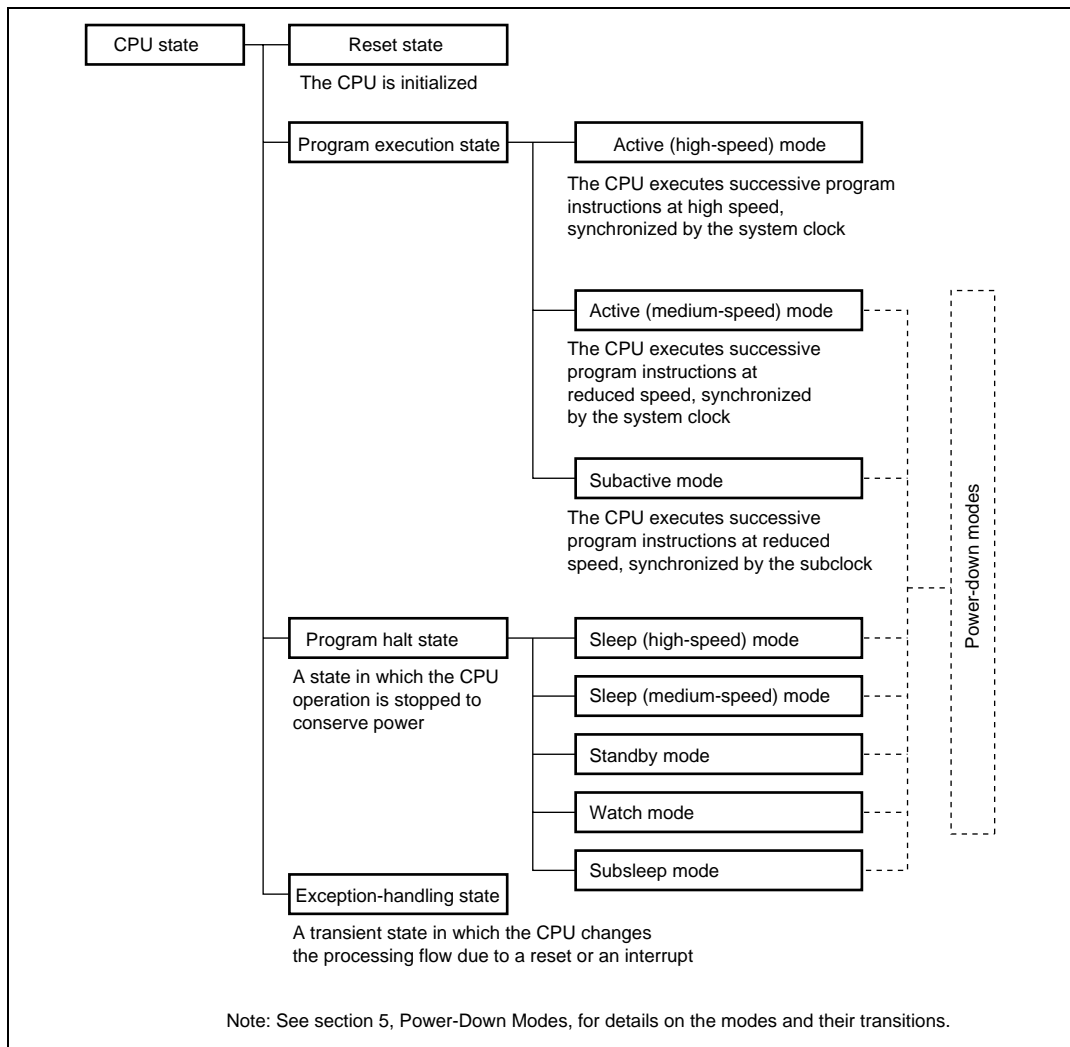 CPU state
Reset state
The CPU is initialized
Program execution state
Active (high-speed) mode
The CPU executes successive program
instructions at high speed,
synchronized by the system clock
Active (medium-speed) mode
The CPU executes successive
program instructions at
reduced speed, synchronized
by the system clock
Subactive mode
The CPU executes successive
program instructions at reduced
speed, synchronized by the subclock
Power-down modes
Program halt state
A state in which the CPU
operation is stopped to
conserve power
Sleep (high-speed) mode
Sleep (medium-speed) mode
Standby mode
Watch mode
Subsleep mode
Exception-handling state
A transient state in which the CPU changes
the processing flow due to a reset or an interrupt
Note: See section 5, Power-Down Modes, for details on the modes and their transitions.